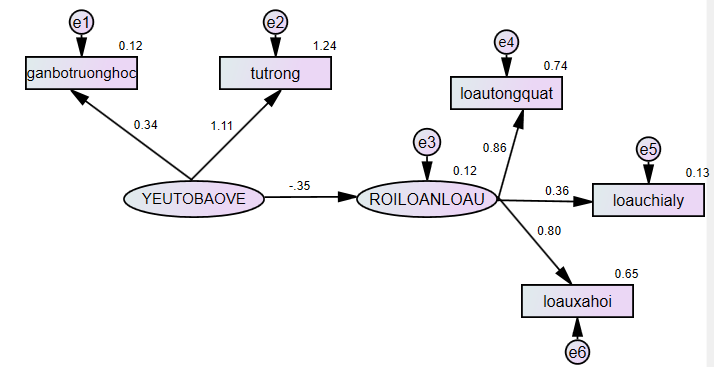 e1
e2
0.12
1.24
ganbotruonghoc
tutrong
e4
0.74
loautongquat
0.34
1.11
0.86
e3
e5
0.12
0.13
YEUTOBAOVE
-.35
ROILOANLOAU
0.36
loauchialy
0.80
0.65
loauxahoi
e6